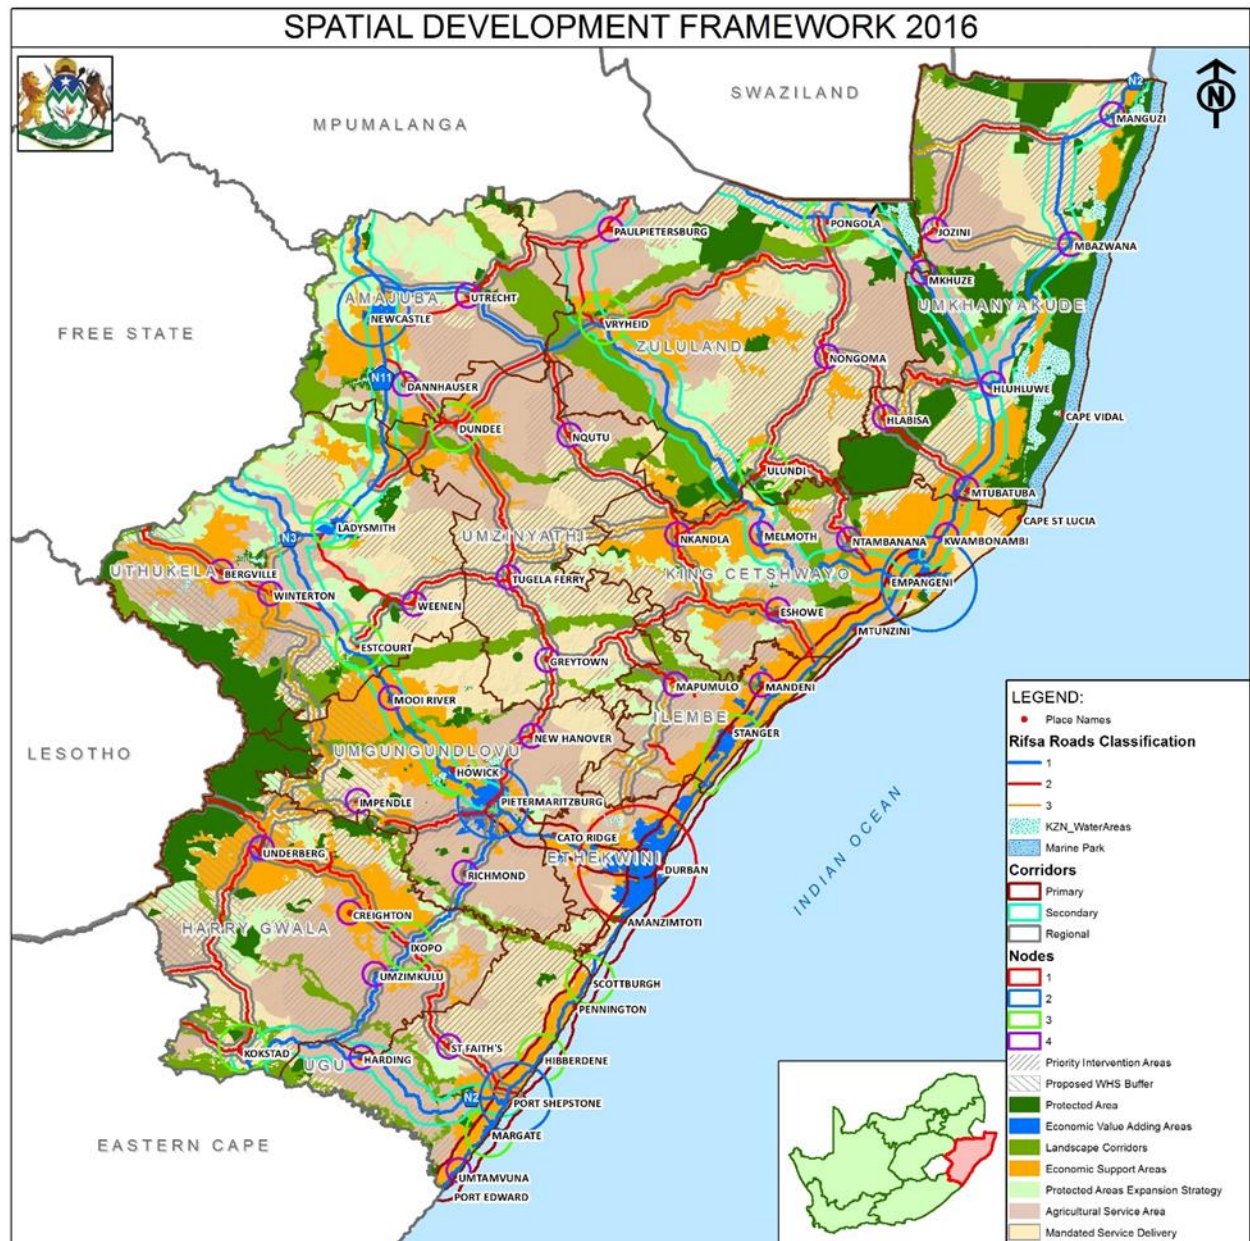 SPATIAL DEVELOPMENT FRAMEWORK 2016
SWAZILAND
MPUMALANGA
N2
N
MANGUZI
PAULPIETERSBURG
PONGOLA
JOZINI
MBAZWANA
MKHUZE
UTRECHT
AMAJUBA
UMKHANYAKUDE
NEWCASTLE
VRYHEID
FREE STATE
ZULULAND
NONGOMA
N11
DANNHAUSER
HLUHLUWE
CAPE VIDAL
DUNDEE
HLABISA
NQUTU
ULUNDI
MTUBATUBA
CAPE ST LUCIA
LADYSMITH
N3
UMZINYATHI
NKANDLA
MELMOTH
NTAMBANANA
KWAMBONAMBI
UTHUKELA
BERGVILLE
KING CETSHWAYO
TUGELA FERRY
EMPANGENI
WINTERTON
WEENEN
ESHOWE
MTUNZINI
ESTCOURT
GREYTOWN
MAPUMULO
MANDENI
MOOI RIVER
ILEMBE
STANGER
NEW HANOVER
UMGUNGUNDLOVU
LESOTHO
HOWICK
IMPENDLE
PIETERMARITZBURG
CATO RIDGE
UNDERBERG
ETHEKWINI
RICHMOND
DURBAN
INDIAN OCEAN
CREIGHTON
AMANZIMTOTI
HARRY GWALA
IXOPO
UMZIMKULU
SCOTTBURGH
PENNINGTON
KOKSTAD
ST FAITH'S
UGU
HARDING
HIBBERDENE
N2
PORT SHEPSTONE
MARGATE
EASTERN CAPE
UMTAMVUNA
PORT EDWARD
LEGEND:
Place Names
Rifsa Roads Classification
1
2
3
KZN_WaterAreas
Marine Park
Corridors
Primary
Secondary
Regional
Nodes
1
2
3
4
Priority Intervention Areas
Proposed WHS Buffer
Protected Area
Economic Value Adding Areas
Landscape Corridors
Economic Support Areas
Protected Areas Expansion Strategy
Agricultural Service Area
Mandated Service Delivery